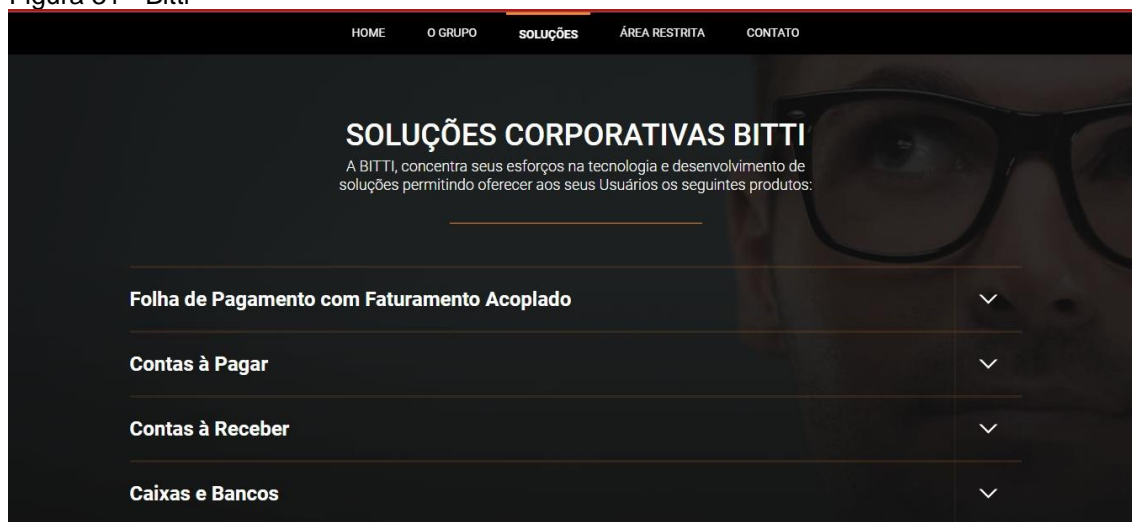 HOME O GRUPO SOLUÇÕES ÁREA RESTRITA CONTATO
SOLUÇÕES CORPORATIVAS BITTI
A BITTI, concentra seus esforços na tecnologia e desenvolvimento de
soluções permitindo oferecer aos seus Usuários os seguintes produtos:
Folha de Pagamento com Faturamento Acoplado
Contas à Pagar
Contas à Receber
Caixas e Bancos